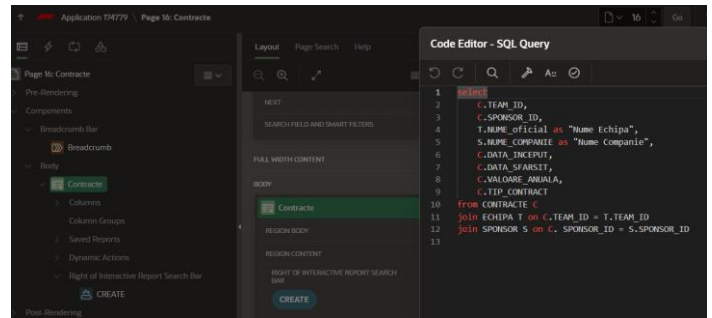 Application 174779 \ Page 16: Contracte
16
Go
Page 16: Contracte
Pre-Rendering
Components
Breadcrumb Bar
Breadcrumb
Body
Contracte
Columns
Column Groups
Saved Reports
Dynamic Actions
Right of Interactive Report Search Bar
CREATE
Post-Rendering
Layout Page Search Help
NEXT
SEARCH FIELD AND SMART FILTERS
FULL WIDTH CONTENT
BODY
Contracte
REGION BODY
REGION CONTENT
RIGHT OF INTERACTIVE REPORT SEARCH
BAR
CREATE
Code Editor - SQL Query
1 select
2 C.TEAM_ID,
3 C.SPONSOR_ID,
4 T.NUME_oficial as "Nume Echipa",
5 S.NUME_COMPANIE as "Nume Companie",
6 C.DATA_INCEPUT,
7 C.DATA_SFARSIT,
8 C.VALOARE_ANUALA,
9 C.TIP_CONTRACT
10 from CONTRACTE C
11 join ECHIPA T on C.TEAM_ID = T.TEAM_ID
12 join SPONSOR S on C. SPONSOR_ID = S.SPONSOR_ID
13